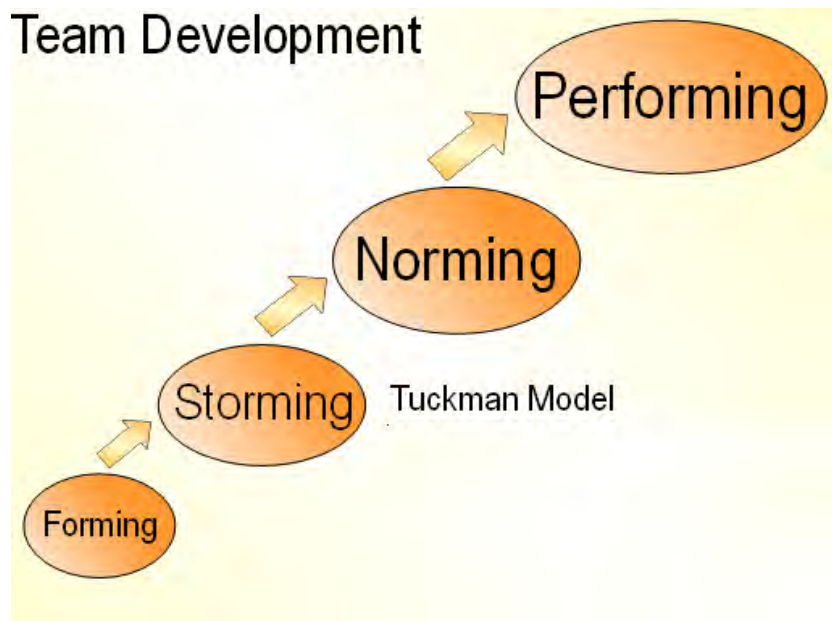 Team Development
Performing
Norming
Storming
Tuckman Model
Forming